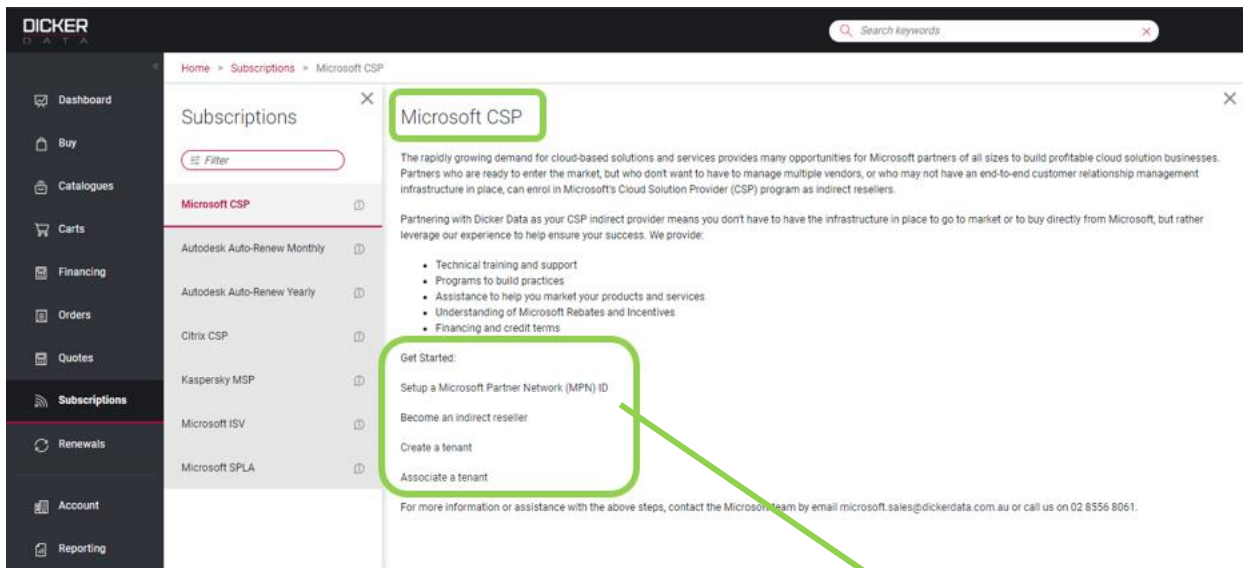 DICKER
DATA
Search keywords
Home > Subscriptions > Microsoft CSP
Dashboard
Buy
Catalogues
Carts
Financing
Orders
Quotes
Subscriptions
Renewals
Account
Reporting
Subscriptions
Filter
Microsoft CSP
Autodesk Auto-Renew Monthly
Autodesk Auto-Renew Yearly
Citrix CSP
Kaspersky MSP
Microsoft ISV
Microsoft SPLA
Microsoft CSP
The rapidly growing demand for cloud-based solutions and services provides many opportunities for Microsoft partners of all sizes to build profitable cloud solution businesses.
Partners who are ready to enter the market, but who don't want to have to manage multiple vendors, or who may not have an end-to-end customer relationship management
infrastructure in place, can enrol in Microsoft's Cloud Solution Provider (CSP) program as indirect resellers.
Partnering with Dicker Data as your CSP indirect provider means you don't have to have the infrastructure in place to go to market or to buy directly from Microsoft, but rather
leverage our experience to help ensure your success. We provide:
• Technical training and support
• Programs to build practices
• Assistance to help you market your products and services
• Understanding of Microsoft Rebates and Incentives
• Financing and credit terms
Get Started:
Setup a Microsoft Partner Network (MPN) ID
Become an indirect reseller
Create a tenant
Associate a tenant
For more information or assistance with the above steps, contact the Microsoft team by email microsoft.sales@dickerdata.com.au or call us on 02 8556 8061.